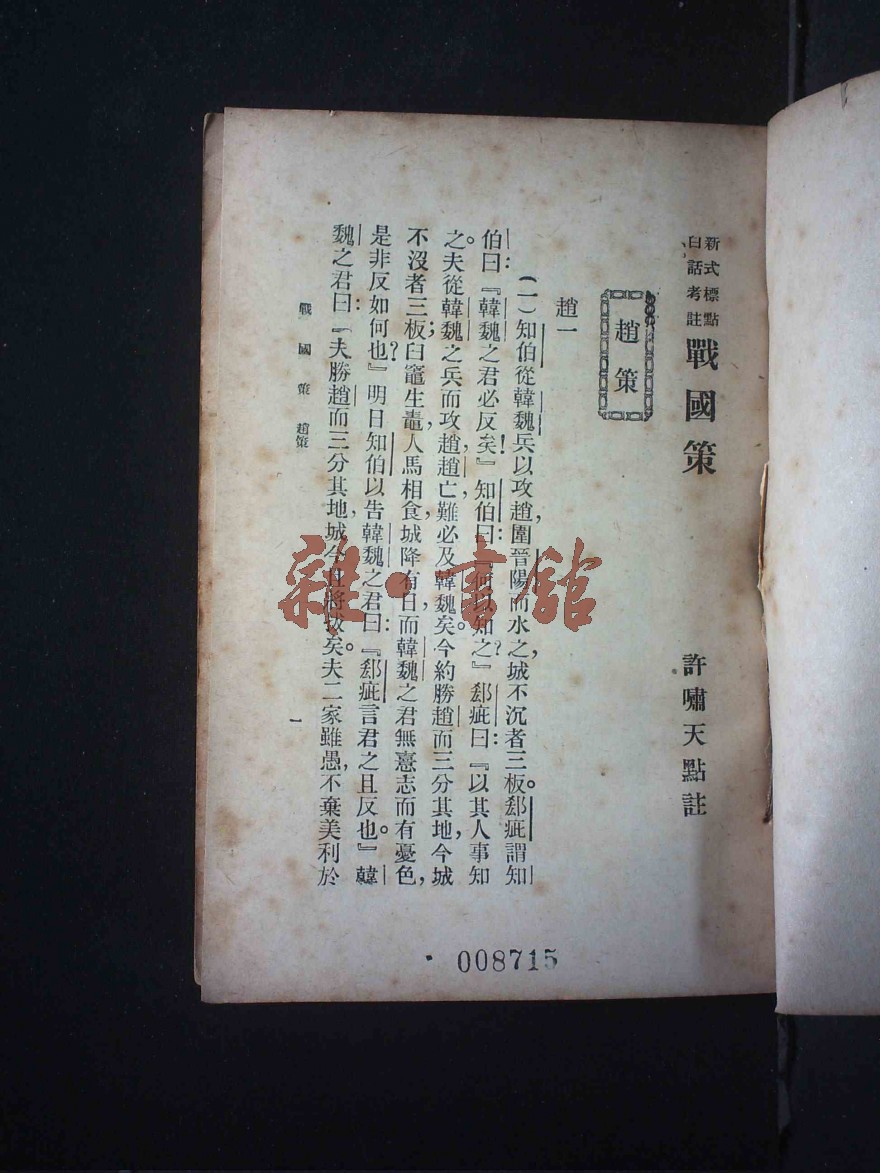 新式標點
白話考註
戰國策
許嘯天點註
趙策
趙一
(一)知伯從韓魏兵以攻趙,圍晉陽而水之,城不沉者三板。郄疵謂知
伯曰:『韓魏之君必反矣!』知伯曰:『何以知之?』郄疵曰:『以其人事知
之。夫從韓魏之兵而攻趙,趙亡,難必及韓魏矣。今約勝趙而三分其地,今城
不沒者三板;臼竈生鼃,人馬相食,城降有日,而韓魏之君無憙志而有憂色,
是非反如何也?』明日,知伯以告韓魏之君曰:『郄疵言君之且反也。』韓
魏之君曰:『夫勝趙而三分其地,城今且將拔矣。夫二家雖愚,不棄美利於
戰國策 趙策
一
008715
雜·書館